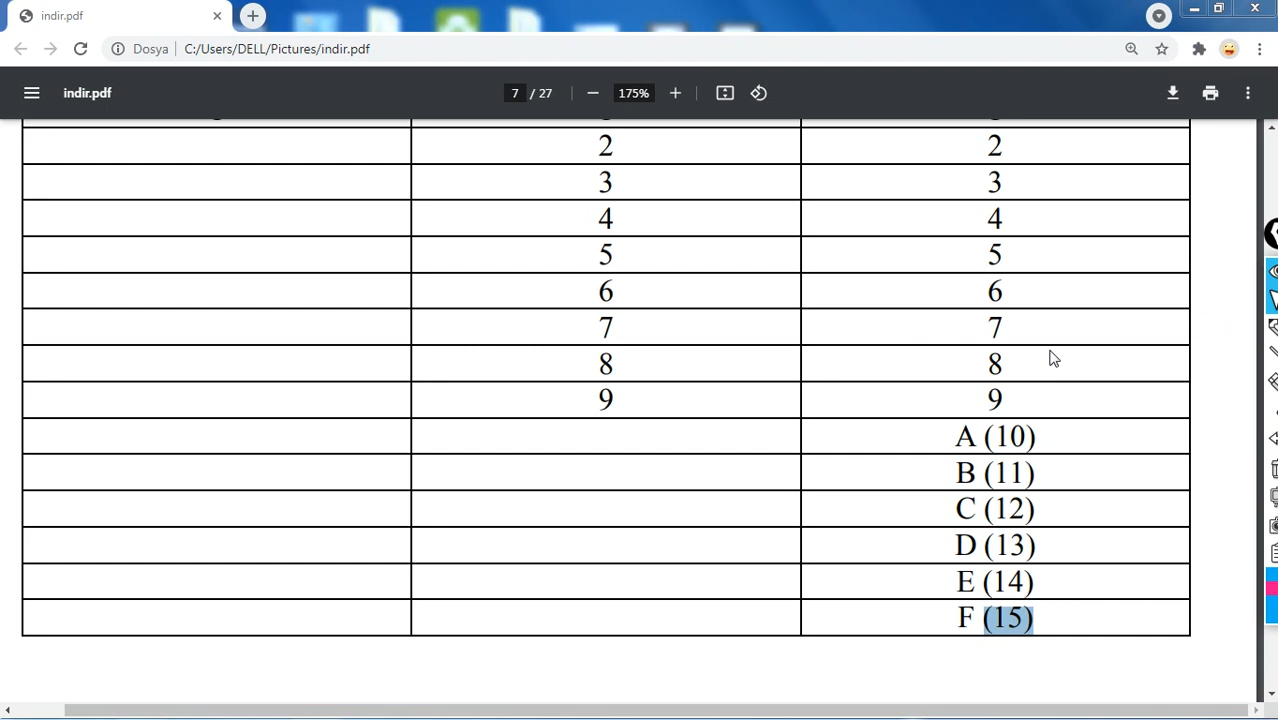 indir.pdf
Dosya C:/Users/DELL/Pictures/indir.pdf
indir.pdf 7 / 27 175%
2 2
3 3
4 4
5 5
6 6
7 7
8 8
9 9
A (10)
B (11)
C (12)
D (13)
E (14)
F (15)